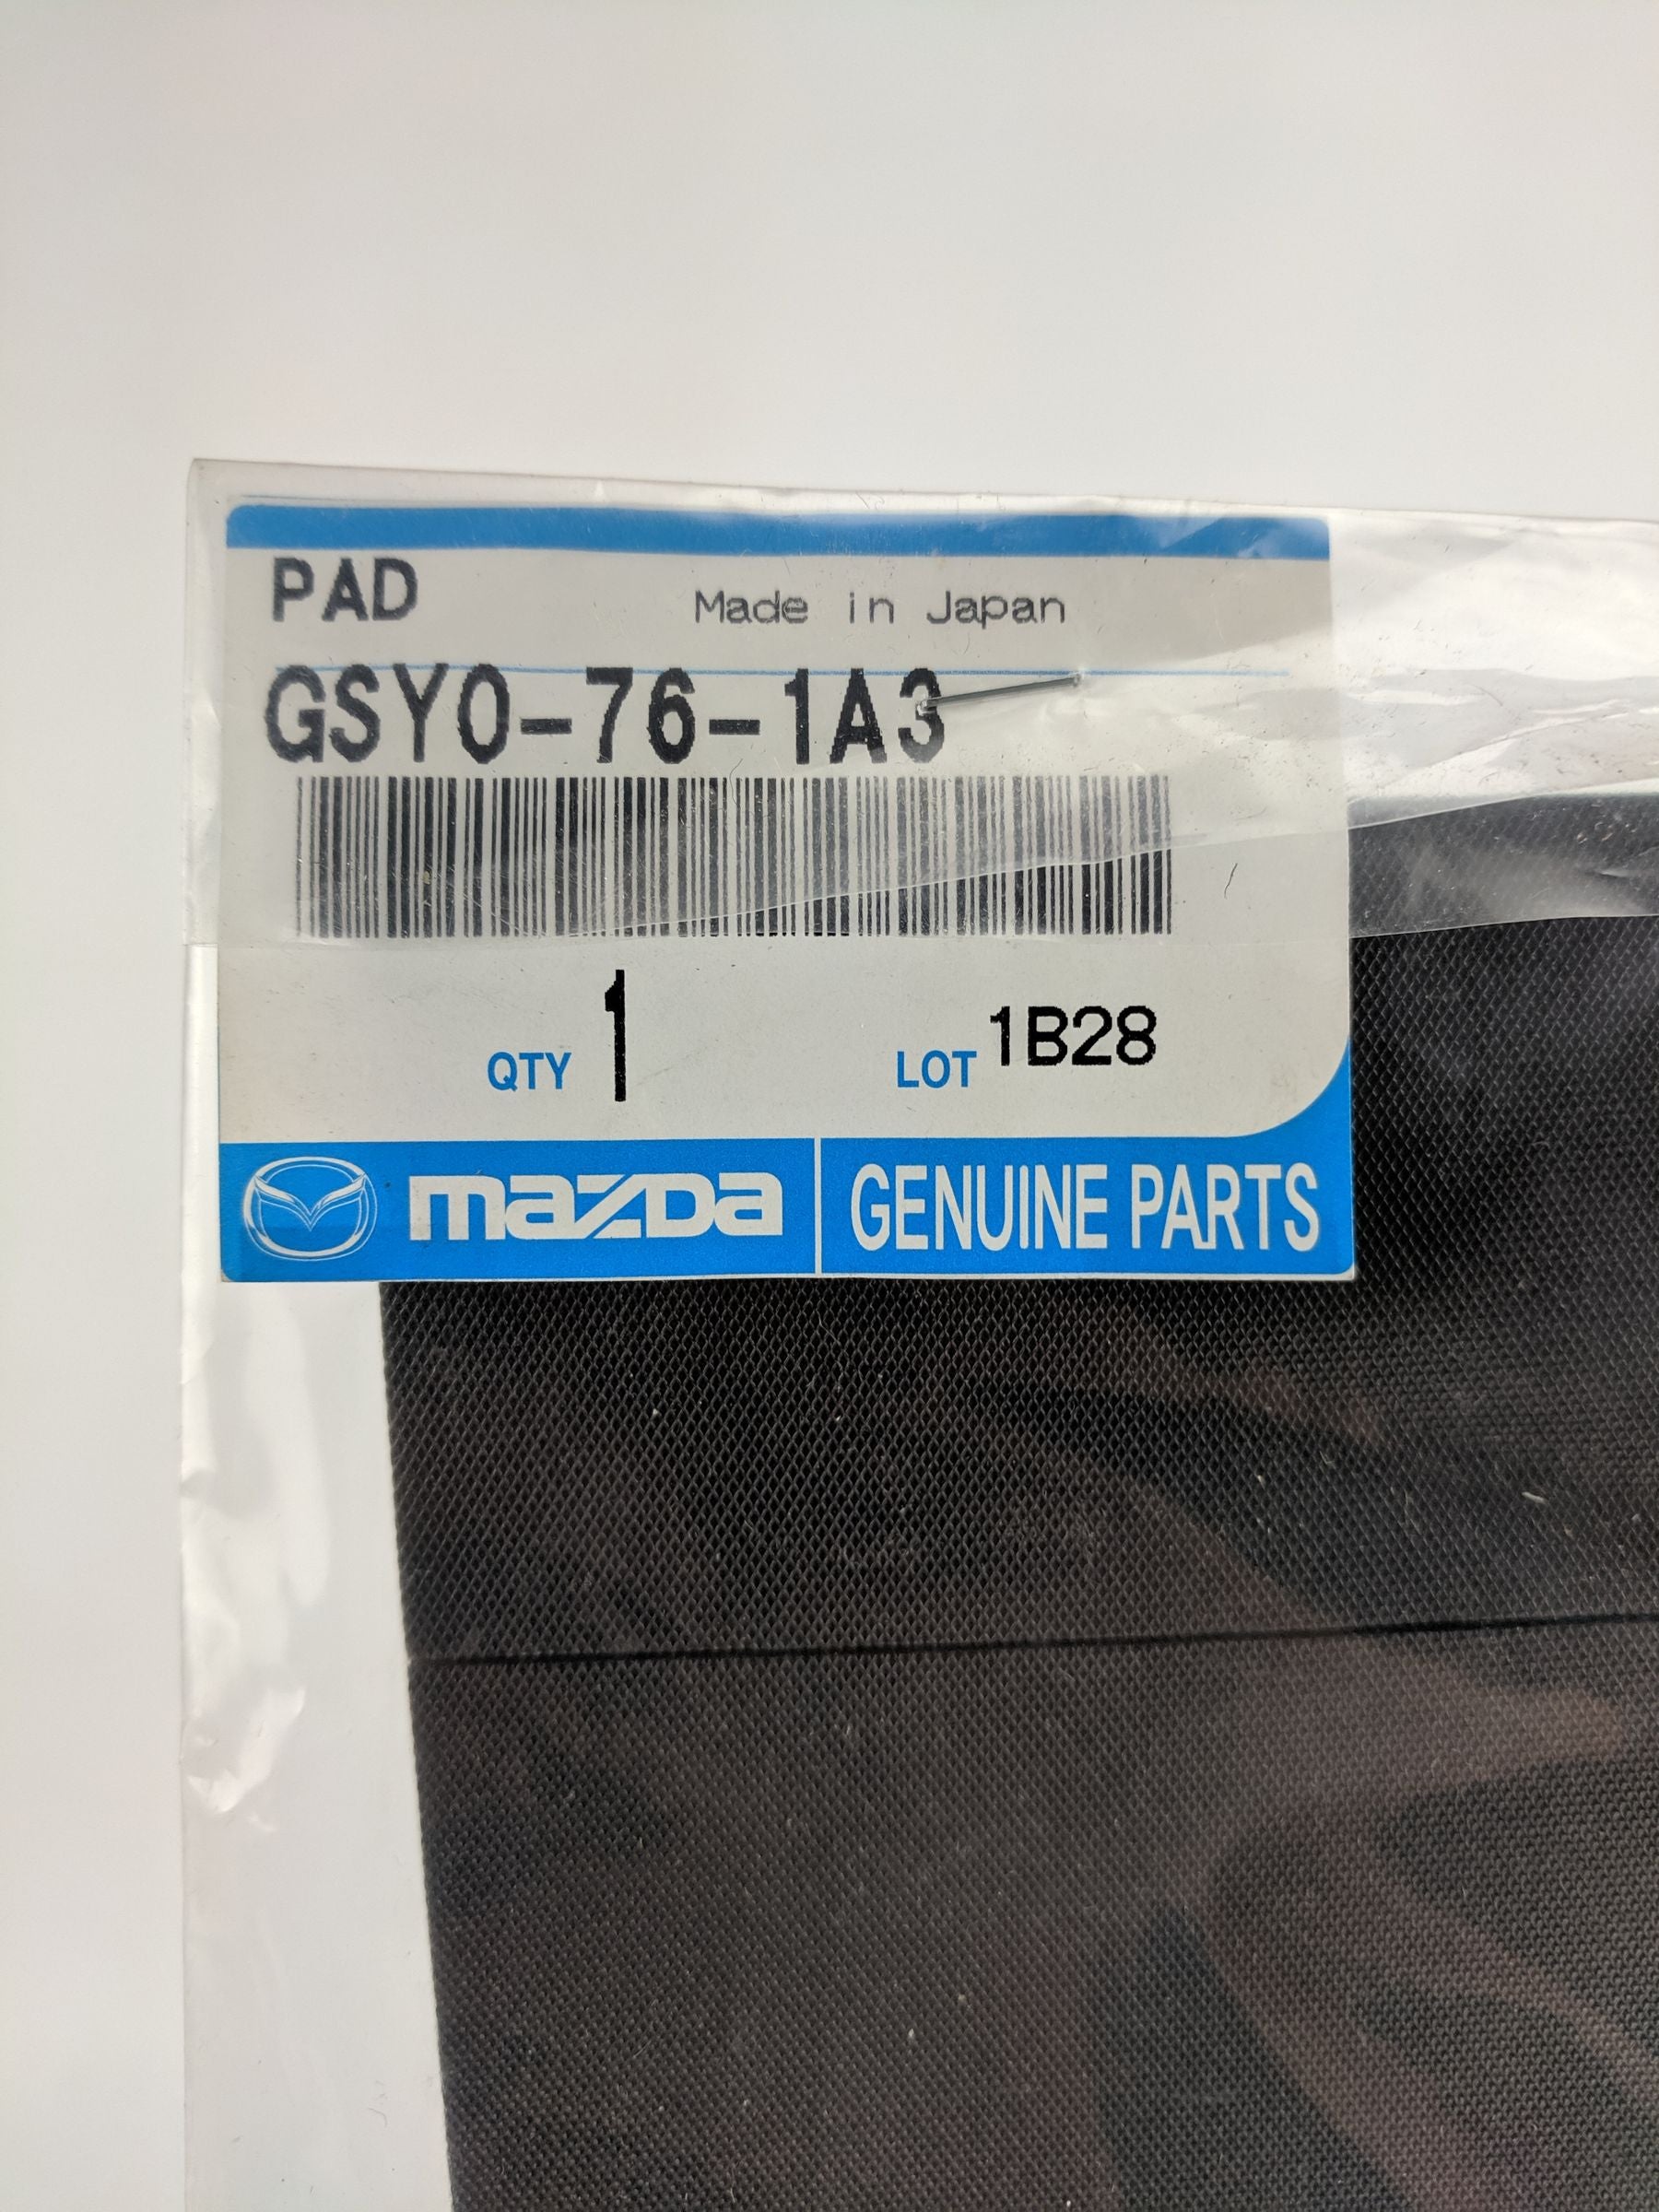 PAD
Made in Japan
GSY0-76-1A3
QTY 1
LOT 1B28
mazda
GENUINE PARTS